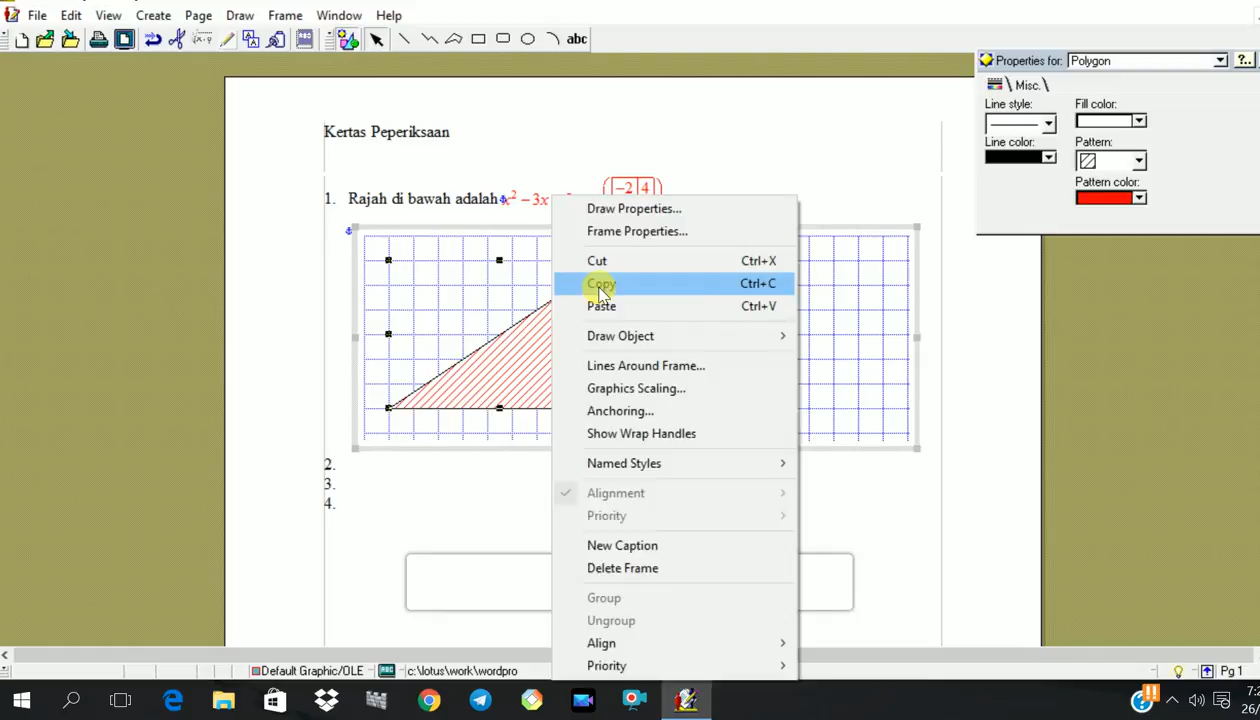 File Edit View Create Page Draw Frame Window Help
abc
Properties for: Polygon ?..
Misc.
Line style: Fill color:
Line color: Pattern:
Pattern color:
Kertas Peperiksaan
1. Rajah di bawah adalah x² − 3x −2 4
2.
3.
4.
Draw Properties...
Frame Properties...
Cut Ctrl+X
Copy Ctrl+C
Paste Ctrl+V
Draw Object
Lines Around Frame...
Graphics Scaling...
Anchoring...
Show Wrap Handles
Named Styles
Alignment
Priority
New Caption
Delete Frame
Group
Ungroup
Align
Priority
Default Graphic/OLE c:\lotus\work\wordpro Pg 1